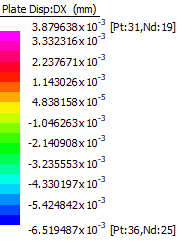 Plate Disp:DX (mm)
3.879638x10⁻³ [Pt:31,Nd:19]
3.332316x10⁻³
2.237671x10⁻³
1.143026x10⁻³
4.838158x10⁻⁵
-1.046263x10⁻³
-2.140908x10⁻³
-3.235553x10⁻³
-4.330197x10⁻³
-5.424842x10⁻³
-6.519487x10⁻³ [Pt:36,Nd:25]